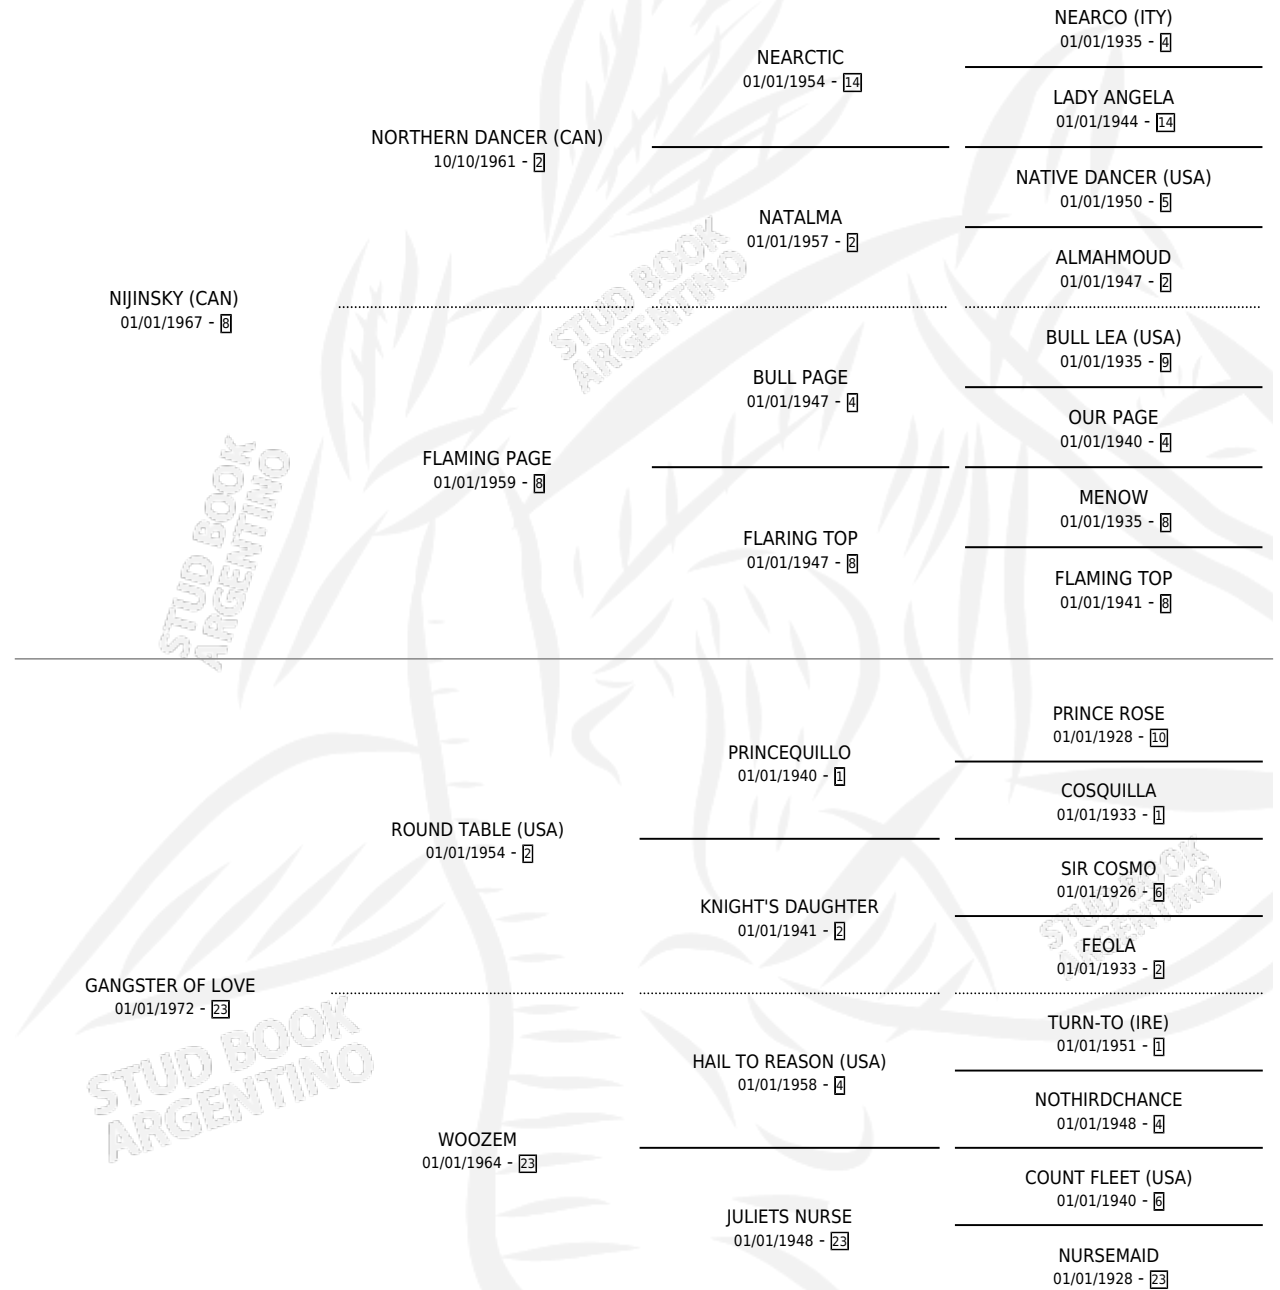 NEARCO (ITY)
01/01/1935 - 4
NEARCTIC
01/01/1954 - 14
LADY ANGELA
01/01/1944 - 14
NORTHERN DANCER (CAN)
10/10/1961 - 2
NATIVE DANCER (USA)
01/01/1950 - 5
NATALMA
01/01/1957 - 2
ALMAHMOUD
01/01/1947 - 2
NIJINSKY (CAN)
01/01/1967 - 8
BULL LEA (USA)
01/01/1935 - 9
BULL PAGE
01/01/1947 - 4
OUR PAGE
01/01/1940 - 4
FLAMING PAGE
01/01/1959 - 8
MENOW
01/01/1935 - 8
FLARING TOP
01/01/1947 - 8
FLAMING TOP
01/01/1941 - 8
PRINCE ROSE
01/01/1928 - 10
PRINCEQUILLO
01/01/1940 - 1
COSQUILLA
01/01/1933 - 1
ROUND TABLE (USA)
01/01/1954 - 2
SIR COSMO
01/01/1926 - 6
KNIGHT'S DAUGHTER
01/01/1941 - 2
FEOLA
01/01/1933 - 2
GANGSTER OF LOVE
01/01/1972 - 23
TURN-TO (IRE)
01/01/1951 - 1
HAIL TO REASON (USA)
01/01/1958 - 4
NOTHIRDCHANCE
01/01/1948 - 4
WOOZEM
01/01/1964 - 23
COUNT FLEET (USA)
01/01/1940 - 6
JULIETS NURSE
01/01/1948 - 23
NURSEMAID
01/01/1928 - 23
STUD BOOK
ARGENTINO
STUD BOOK
ARGENTINO
STUD BOOK
ARGENTINO
STUD BOOK
ARGENTINO